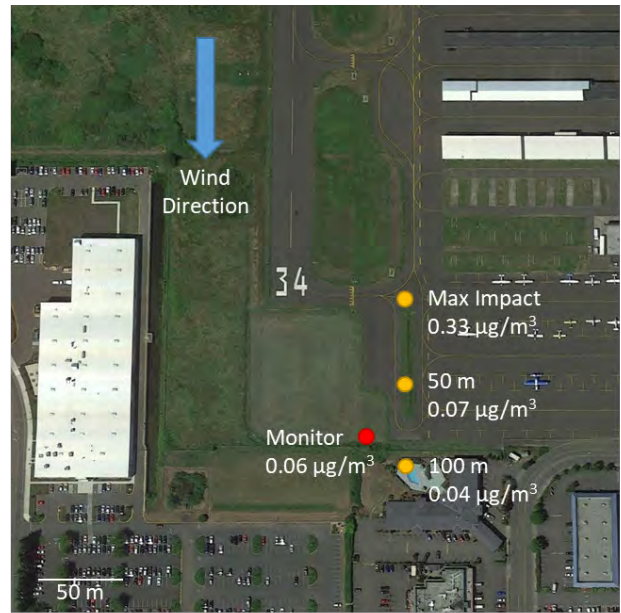 Wind
Direction
34
Max Impact
0.33 µg/m³
50 m
0.07 µg/m³
Monitor
0.06 µg/m³
100 m
0.04 µg/m³
50 m